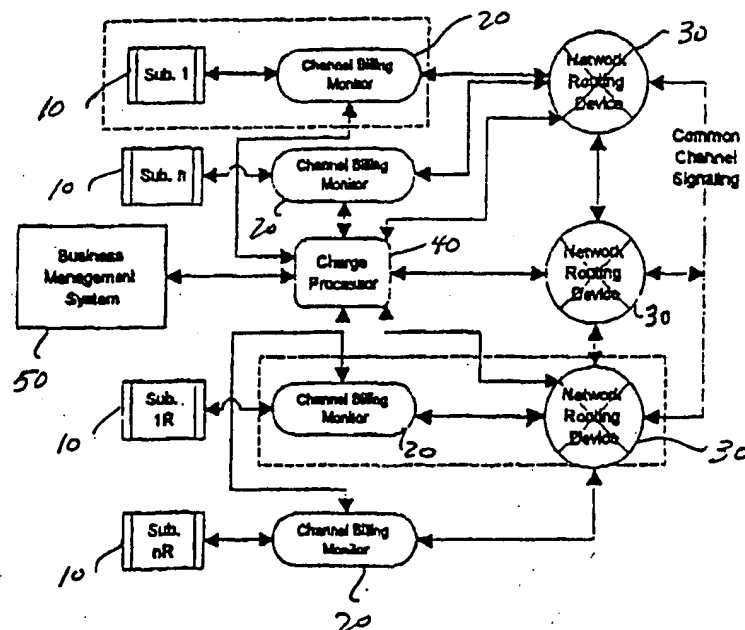 20
30
10
Sub. 1
Channel Billing
Monitor
Network
Routing
Device
Common
Channel
Signaling
10
Sub. n
Channel Billing
Monitor
20
40
Business
Management
System
Charge
Processor
Network
Routing
Device
30
50
10
Sub.
1R
Channel Billing
Monitor
20
Network
Routing
Device
30
10
Sub.
nR
Channel Billing
Monitor
20